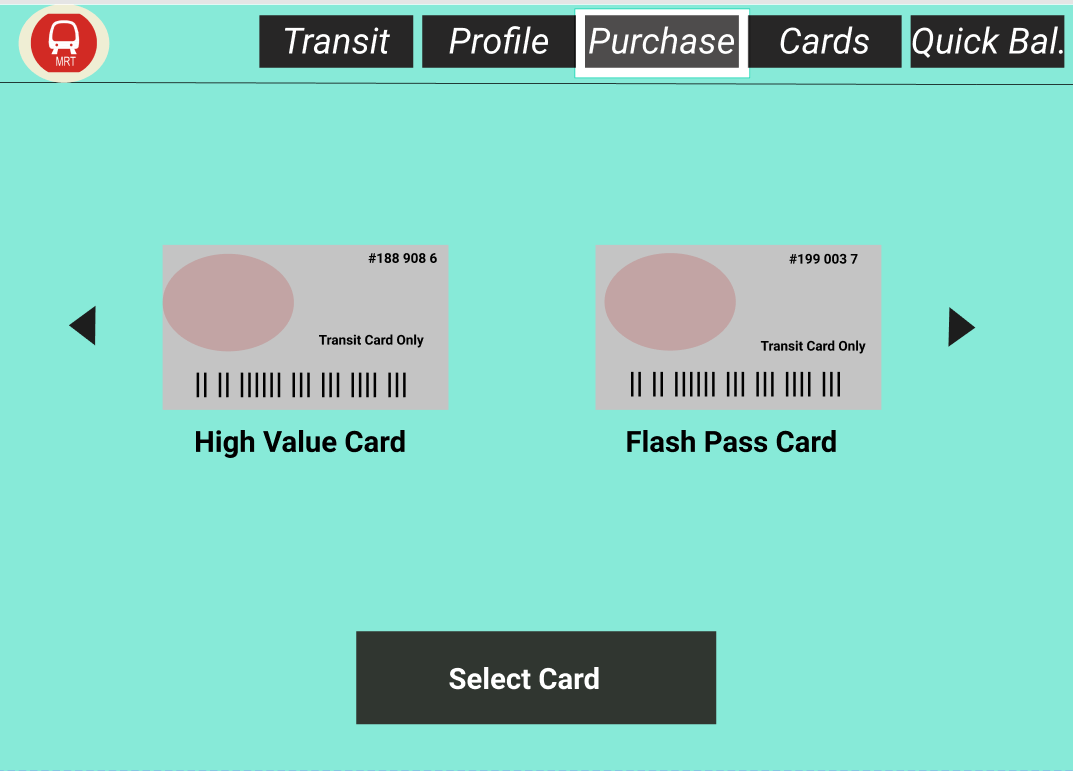 MRT
Transit
Profile
Purchase
Cards
Quick Bal.
#188 908 6
Transit Card Only
High Value Card
#199 003 7
Transit Card Only
Flash Pass Card
Select Card